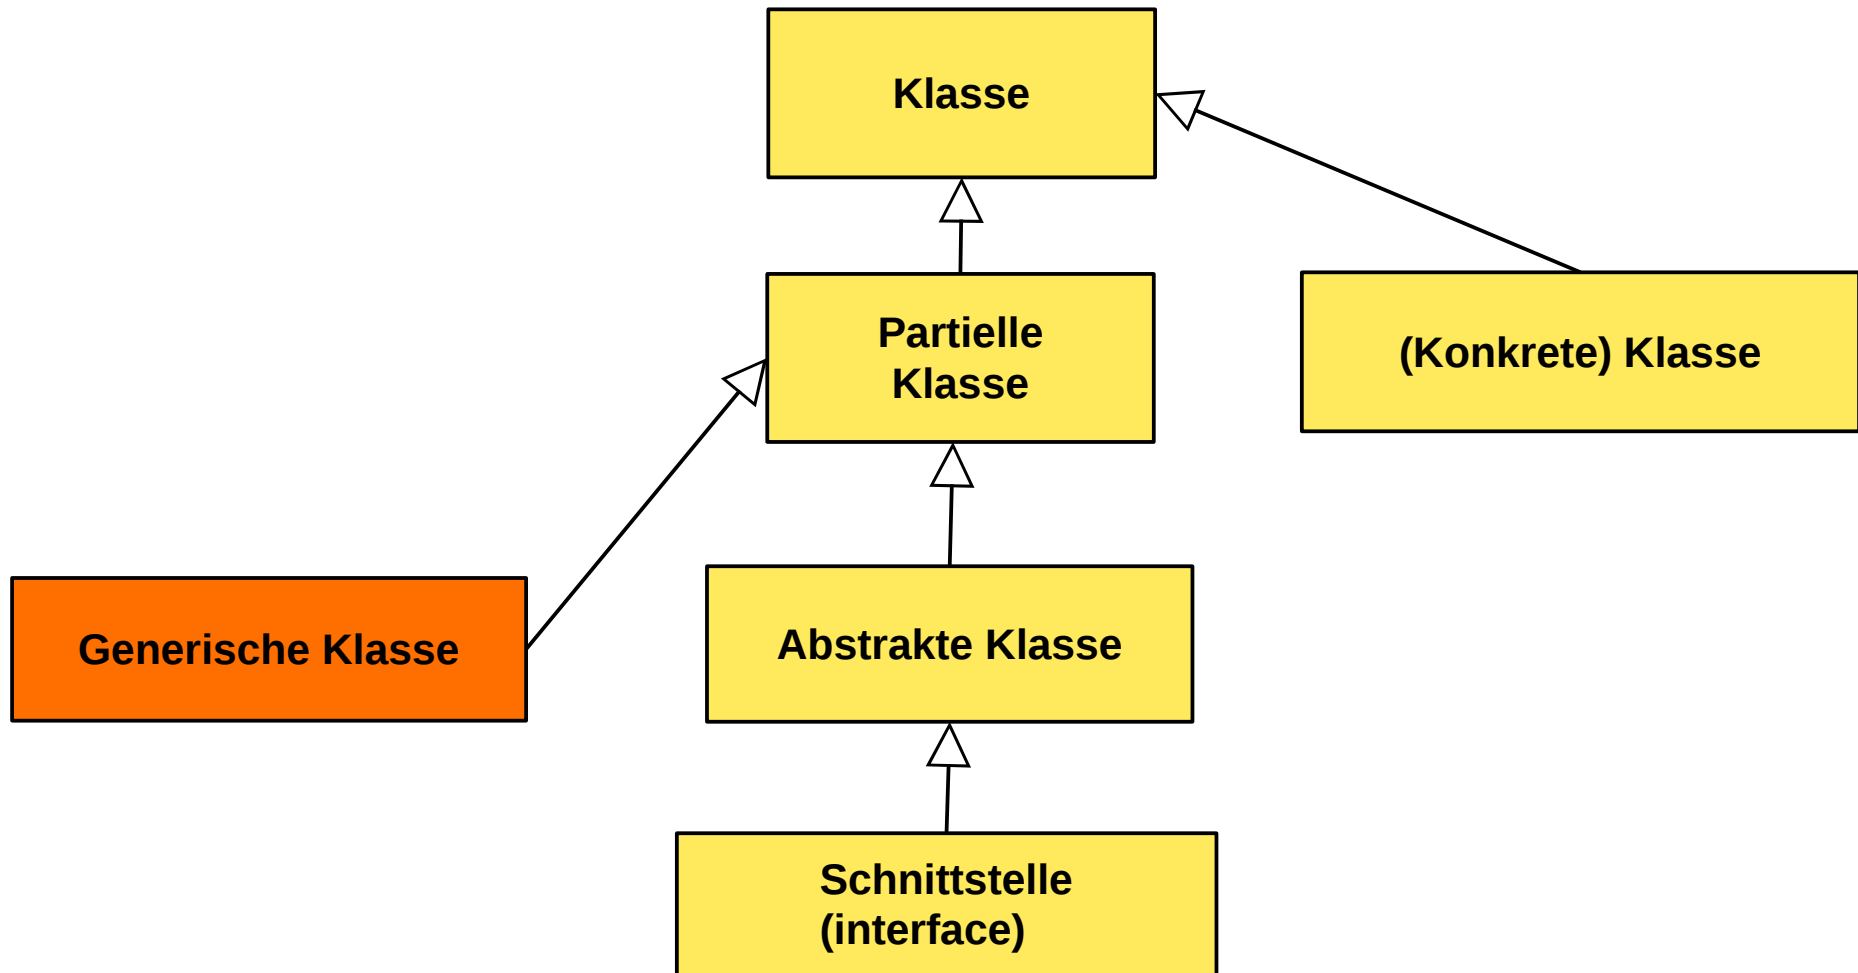 Klasse
Partielle
Klasse
(Konkrete) Klasse
Generische Klasse
Abstrakte Klasse
Schnittstelle
(interface)